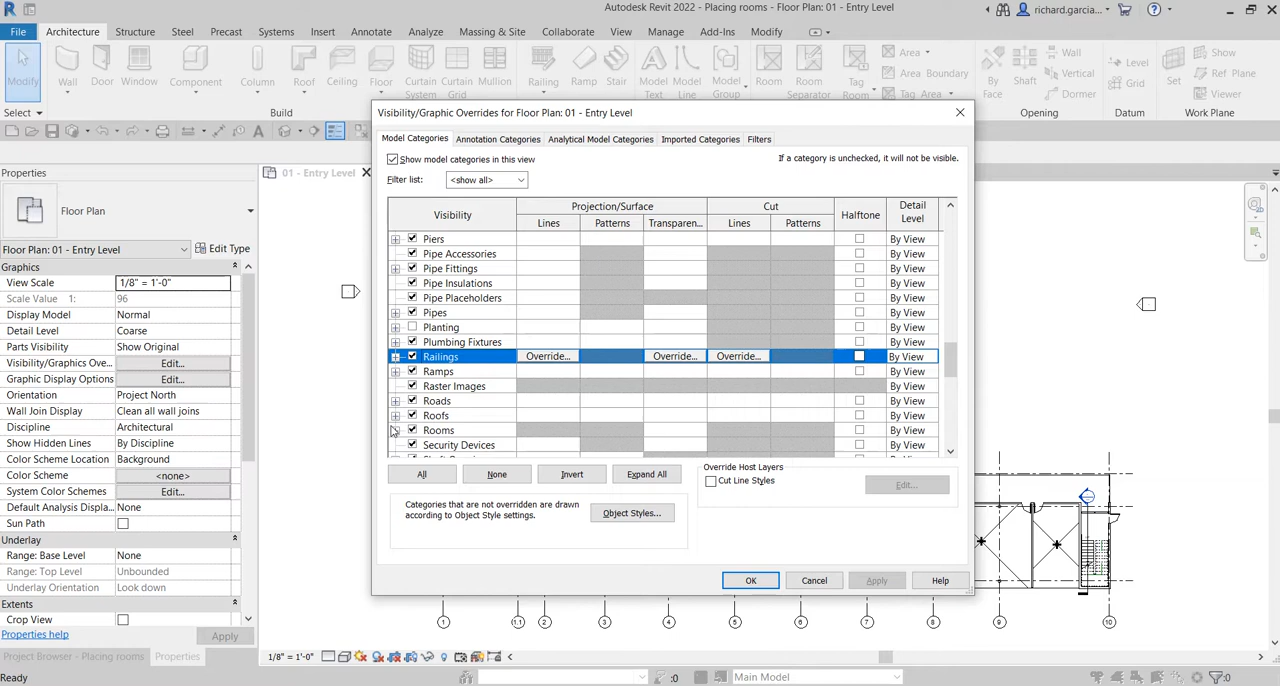 Autodesk Revit 2022 - Placing rooms - Floor Plan: 01 - Entry Level
richard.garcia...
File Architecture Structure Steel Precast Systems Insert Annotate Analyze Massing & Site Collaborate View Manage Add-Ins Modify
Modify Wall Door Window Component Column Roof Ceiling Floor Curtain System Curtain Grid Mullion Railing Ramp Stair Model Text Model Line Model Group Room Room Separator Tag Room Area Area Boundary Tag Area By Face Shaft Wall Vertical Dormer Level Grid Set Show Ref Plane Viewer
Select Build Opening Datum Work Plane
01 - Entry Level
Properties
Floor Plan
Floor Plan: 01 - Entry Level Edit Type
Graphics
View Scale 1/8" = 1'-0"
Scale Value 1: 96
Display Model Normal
Detail Level Coarse
Parts Visibility Show Original
Visibility/Graphics Ove... Edit...
Graphic Display Options Edit...
Orientation Project North
Wall Join Display Clean all wall joins
Discipline Architectural
Show Hidden Lines By Discipline
Color Scheme Location Background
Color Scheme <none>
System Color Schemes Edit...
Default Analysis Displa... None
Sun Path
Underlay
Range: Base Level None
Range: Top Level Unbounded
Underlay Orientation Look down
Extents
Crop View
Properties help Apply
Project Browser - Placing rooms Properties
Ready
Visibility/Graphic Overrides for Floor Plan: 01 - Entry Level
Model Categories Annotation Categories Analytical Model Categories Imported Categories Filters
Show model categories in this view
If a category is unchecked, it will not be visible.
Filter list: <show all>
Visibility Projection/Surface Cut Halftone Detail Level
Lines Patterns Transparen... Lines Patterns
Piers By View
Pipe Accessories By View
Pipe Fittings By View
Pipe Insulations By View
Pipe Placeholders By View
Pipes By View
Planting By View
Plumbing Fixtures By View
Railings Override... Override... Override... By View
Ramps By View
Raster Images By View
Roads By View
Roofs By View
Rooms By View
Security Devices By View
All None Invert Expand All
Override Host Layers
Cut Line Styles Edit...
Categories that are not overridden are drawn
according to Object Style settings.
Object Styles...
OK Cancel Apply Help
1 1.1 2 3 4 5 6 7 8 9 10
1/8" = 1'-0"
:0 Main Model :0